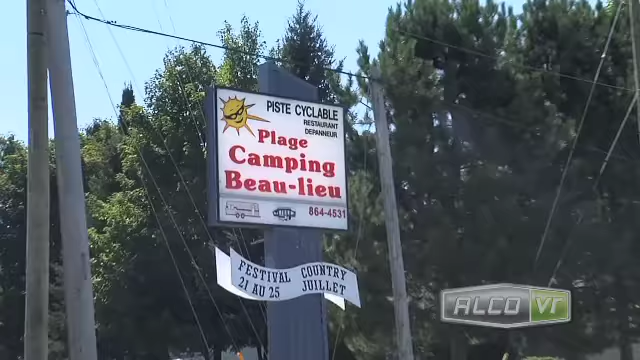 PISTE CYCLABLE
RESTAURANT
DEPANNEUR
Plage
Camping
Beau-lieu
864-4531
FESTIVAL COUNTRY
21 AU 25 JUILLET
ALCO VR